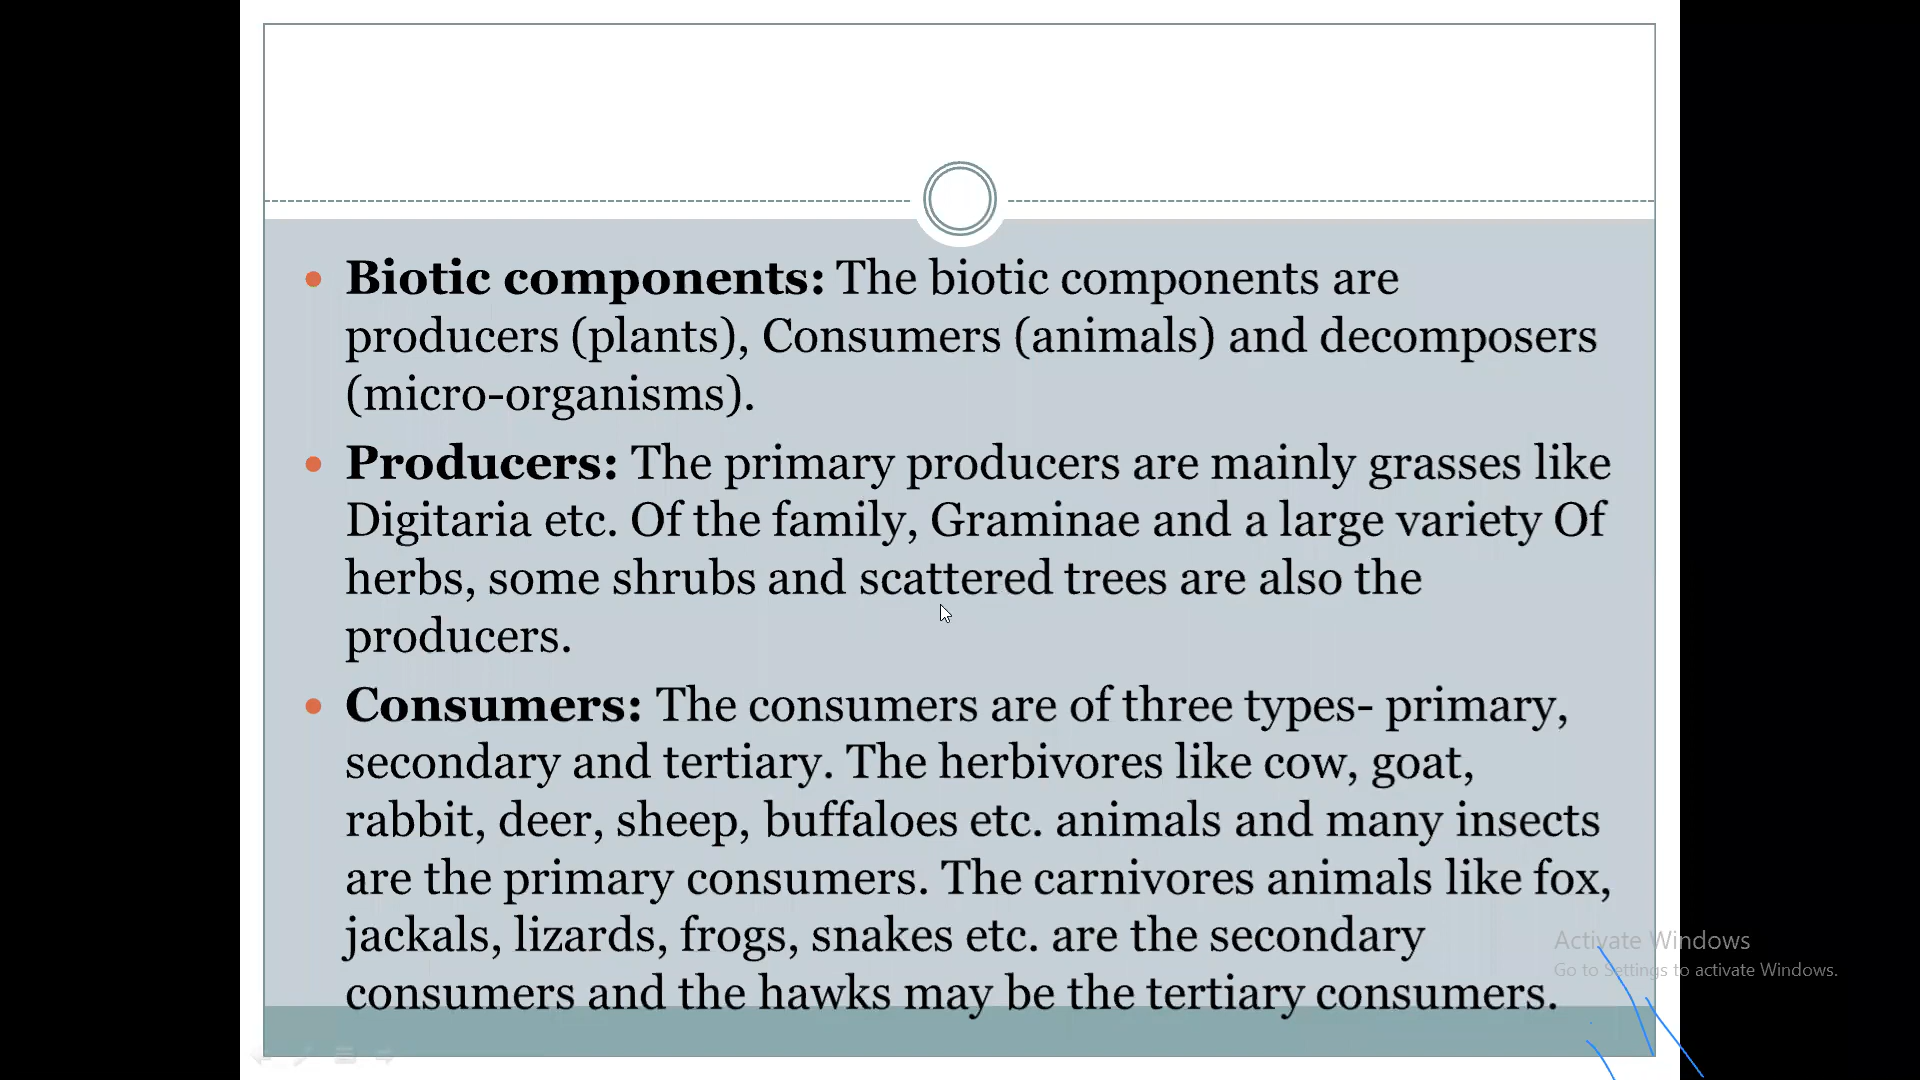 • Biotic components: The biotic components are
producers (plants), Consumers (animals) and decomposers
(micro-organisms).
• Producers: The primary producers are mainly grasses like
Digitaria etc. Of the family, Graminae and a large variety Of
herbs, some shrubs and scattered trees are also the
producers.
• Consumers: The consumers are of three types- primary,
secondary and tertiary. The herbivores like cow, goat,
rabbit, deer, sheep, buffaloes etc. animals and many insects
are the primary consumers. The carnivores animals like fox,
jackals, lizards, frogs, snakes etc. are the secondary
consumers and the hawks may be the tertiary consumers.
Activate Windows
Go to Settings to activate Windows.